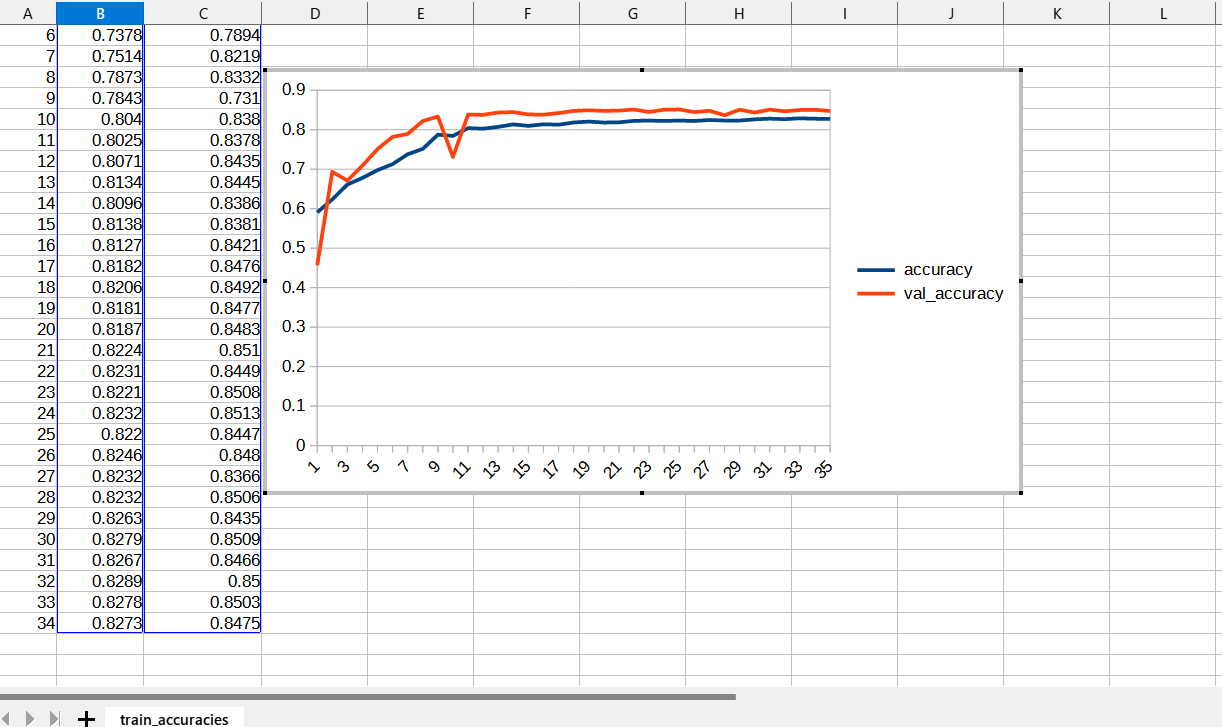 A B C D E F G H I J K L
6 0.7378 0.7894
7 0.7514 0.8219
8 0.7873 0.8332
9 0.7843 0.731
10 0.804 0.838
11 0.8025 0.8378
12 0.8071 0.8435
13 0.8134 0.8445
14 0.8096 0.8386
15 0.8138 0.8381
16 0.8127 0.8421
17 0.8182 0.8476
18 0.8206 0.8492
19 0.8181 0.8477
20 0.8187 0.8483
21 0.8224 0.851
22 0.8231 0.8449
23 0.8221 0.8508
24 0.8232 0.8513
25 0.822 0.8447
26 0.8246 0.848
27 0.8232 0.8366
28 0.8232 0.8506
29 0.8263 0.8435
30 0.8279 0.8509
31 0.8267 0.8466
32 0.8289 0.85
33 0.8278 0.8503
34 0.8273 0.8475
0.9
0.8
0.7
0.6
0.5
0.4
0.3
0.2
0.1
0
1 3 5 7 9 11 13 15 17 19 21 23 25 27 29 31 33 35
accuracy
val_accuracy
train_accuracies